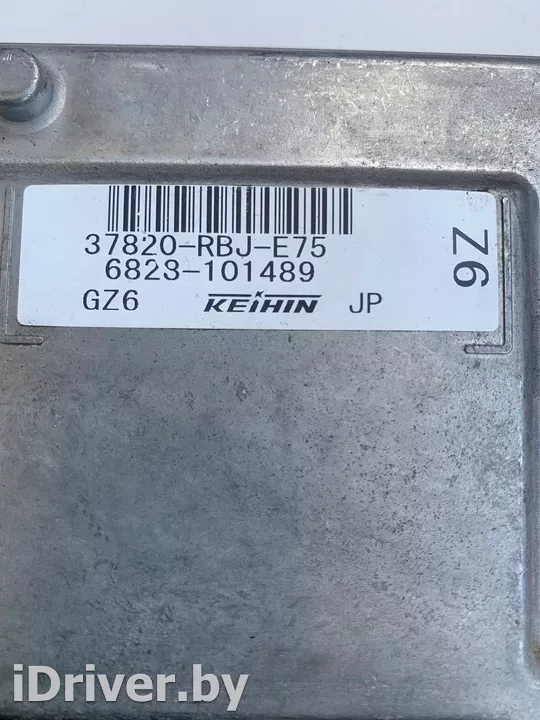 37820-RBJ-E75
6823-101489
GZ6 KEIHIN JP
Z6
iDriver.by